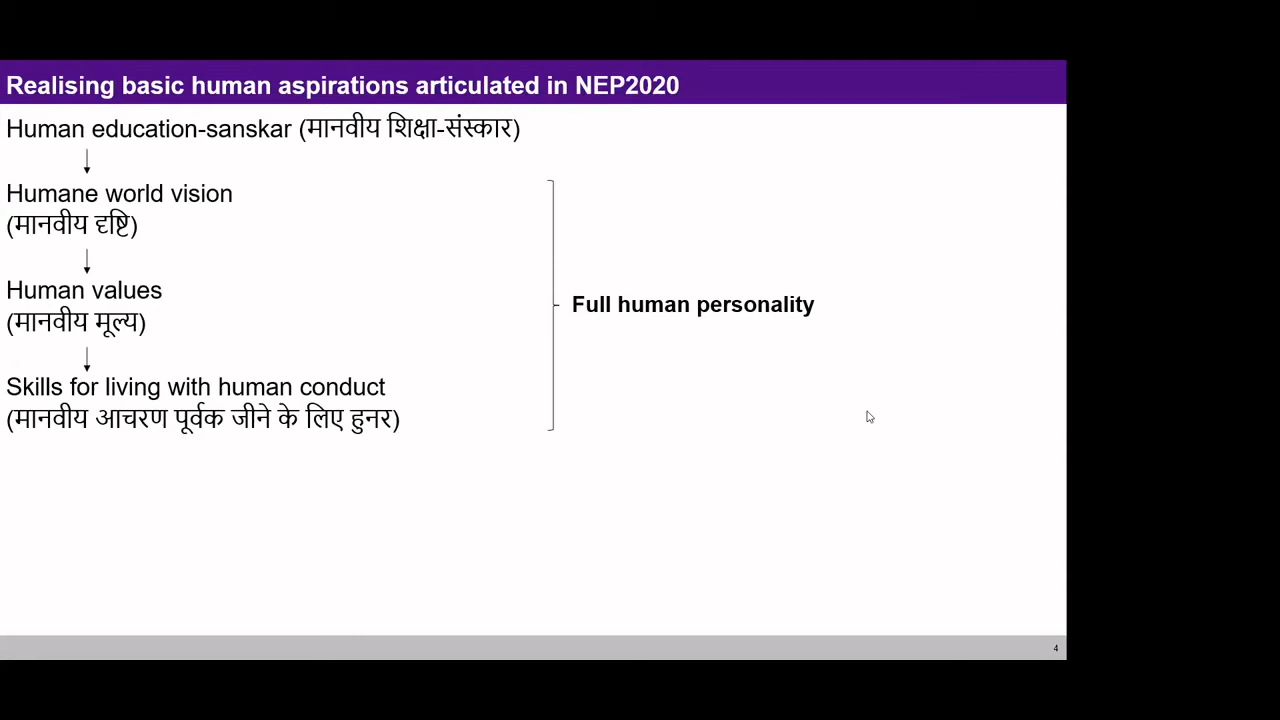 Realising basic human aspirations articulated in NEP2020
Human education-sanskar (मानवीय शिक्षा-संस्कार)
Humane world vision
(मानवीय दृष्टि)
Human values
(मानवीय मूल्य)
Skills for living with human conduct
(मानवीय आचरण पूर्वक जीने के लिए हुनर)
Full human personality
4